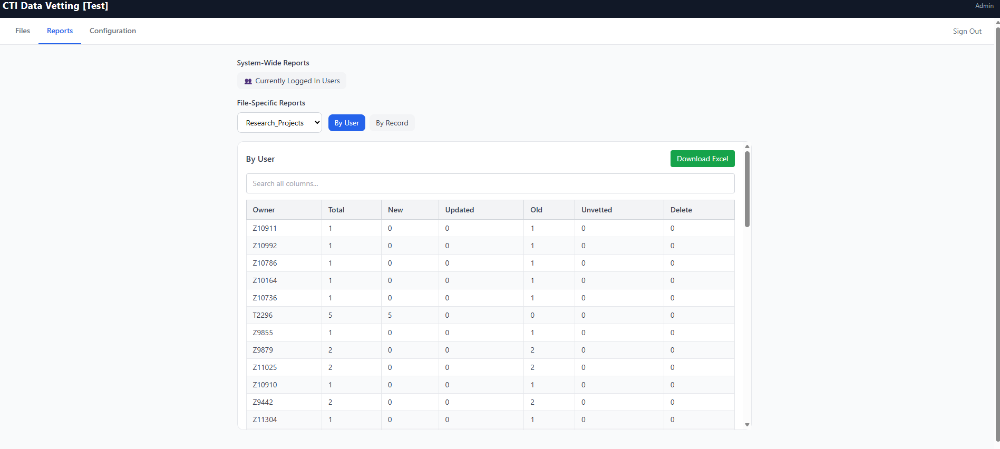 CTI Data Vetting [Test]
Admin
Files Reports Configuration Sign Out
System-Wide Reports
Currently Logged In Users
File-Specific Reports
Research_Projects By User By Record
By User Download Excel
Search all columns...
Owner Total New Updated Old Unvetted Delete
Z10911 1 0 0 1 0 0
Z10992 1 0 0 1 0 0
Z10786 1 0 0 1 0 0
Z10164 1 0 0 1 0 0
Z10736 1 0 0 1 0 0
T2296 5 5 0 0 0 0
Z9855 1 0 0 1 0 0
Z9879 2 0 0 2 0 0
Z11025 2 0 0 2 0 0
Z10910 1 0 0 1 0 0
Z9442 2 0 0 2 0 0
Z11304 1 0 0 1 0 0